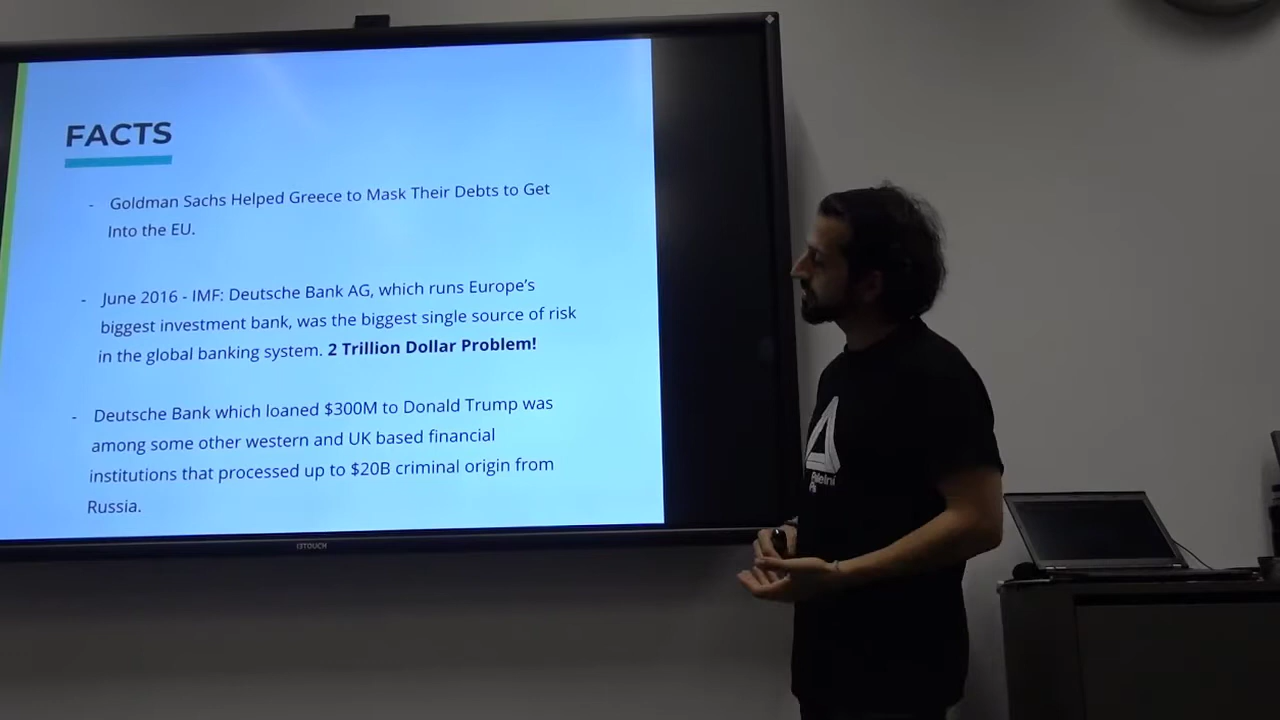 FACTS
- Goldman Sachs Helped Greece to Mask Their Debts to Get
Into the EU.
- June 2016 - IMF: Deutsche Bank AG, which runs Europe's
biggest investment bank, was the biggest single source of risk
in the global banking system. 2 Trillion Dollar Problem!
- Deutsche Bank which loaned $300M to Donald Trump was
among some other western and UK based financial
institutions that processed up to $20B criminal origin from
Russia.